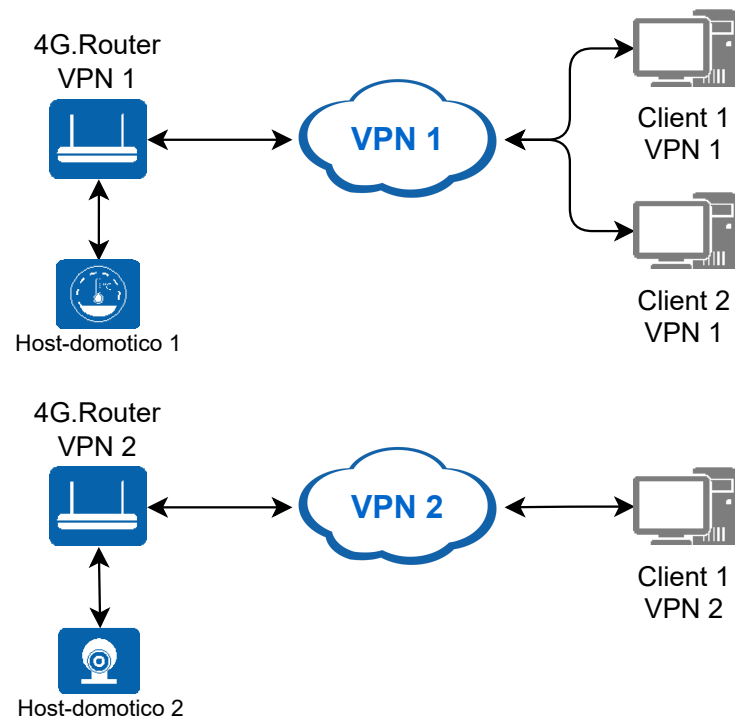 4G.Router
VPN 1
VPN 1
Client 1
VPN 1
°C
Host-domotico 1
Client 2
VPN 1
4G.Router
VPN 2
VPN 2
Client 1
VPN 2
Host-domotico 2